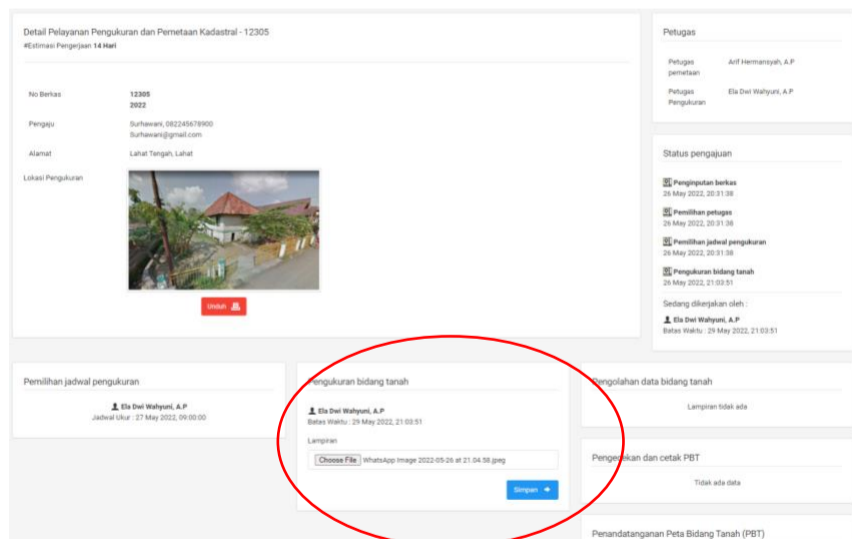 Detail Pelayanan Pengukuran dan Pemetaan Kadastral - 12305
#Estimasi Pengerjaan 14 Hari
No Berkas
12305
2022
Pengaju
Surhawani, 082245678900
Surhawani@gmail.com
Alamat
Lahat Tengah, Lahat
Lokasi Pengukuran
Unduh
Petugas
Petugas pemetaan
Arif Hermansyah, A.P
Petugas Pengukuran
Ela Dwi Wahyuni, A.P
Status pengajuan
Penginputan berkas
26 May 2022, 20:31:38
Pemilihan petugas
26 May 2022, 20:31:38
Pemilihan jadwal pengukuran
26 May 2022, 20:31:38
Pengukuran bidang tanah
26 May 2022, 21:03:51
Sedang dikerjakan oleh :
Ela Dwi Wahyuni, A.P
Batas Waktu : 29 May 2022, 21:03:51
Pemilihan jadwal pengukuran
Ela Dwi Wahyuni, A.P
Jadwal Ukur : 27 May 2022, 09:00:00
Pengukuran bidang tanah
Ela Dwi Wahyuni, A.P
Batas Waktu : 29 May 2022, 21:03:51
Lampiran
Choose File WhatsApp Image 2022-05-26 at 21.04.58.jpeg
Simpan
Pengolahan data bidang tanah
Lampiran tidak ada
Pengecekan dan cetak PBT
Tidak ada data
Penandatanganan Peta Bidang Tanah (PBT)